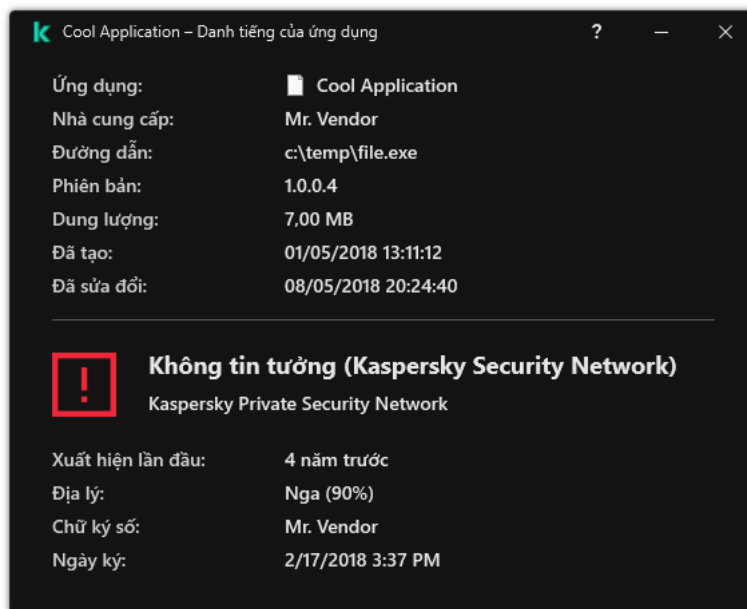 Cool Application – Danh tiếng của ứng dụng
Ứng dụng: Cool Application
Nhà cung cấp: Mr. Vendor
Đường dẫn: c:\temp\file.exe
Phiên bản: 1.0.0.4
Dung lượng: 7,00 MB
Đã tạo: 01/05/2018 13:11:12
Đã sửa đổi: 08/05/2018 20:24:40
Không tin tưởng (Kaspersky Security Network)
Kaspersky Private Security Network
Xuất hiện lần đầu: 4 năm trước
Địa lý: Nga (90%)
Chữ ký số: Mr. Vendor
Ngày ký: 2/17/2018 3:37 PM